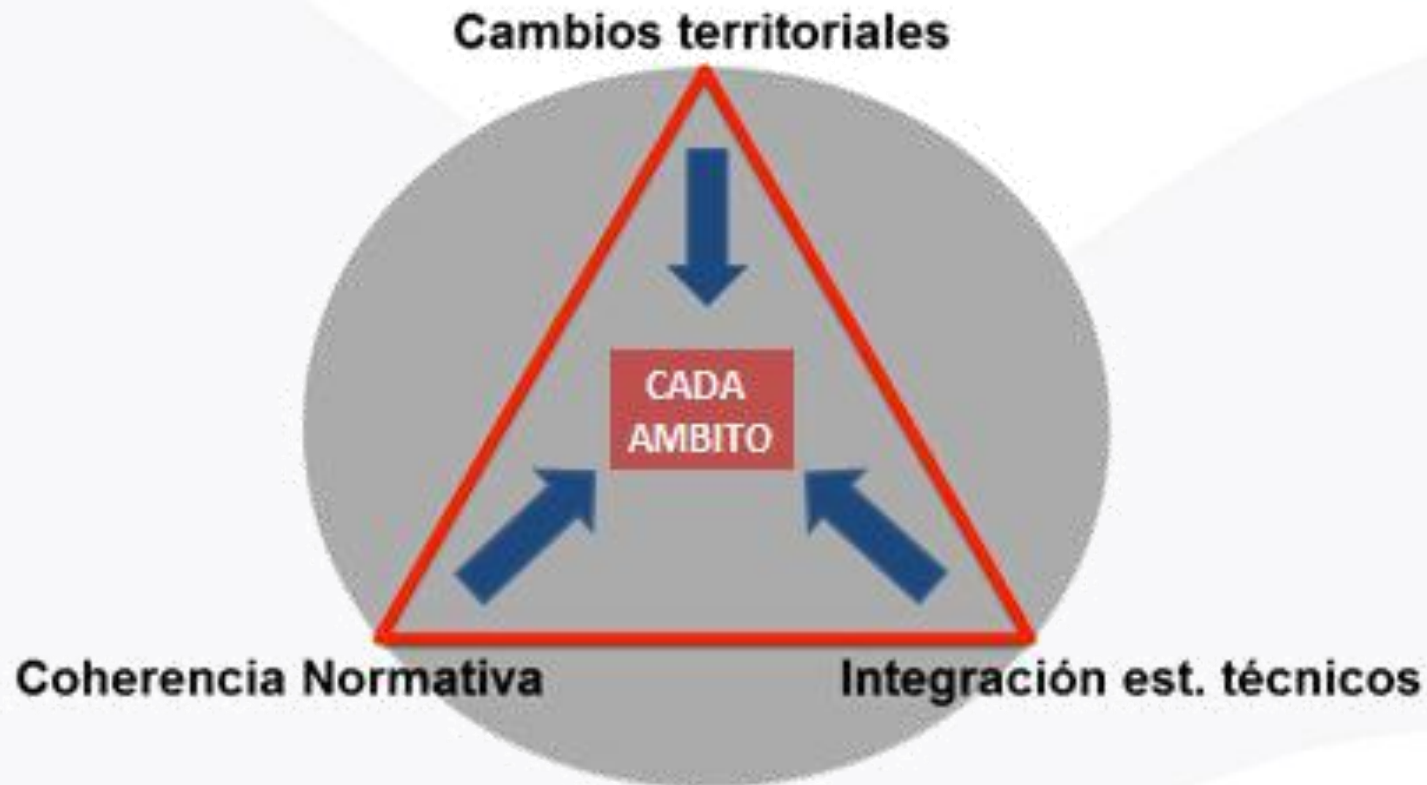 Cambios territoriales
CADA
AMBITO
Coherencia Normativa
Integración est. técnicos